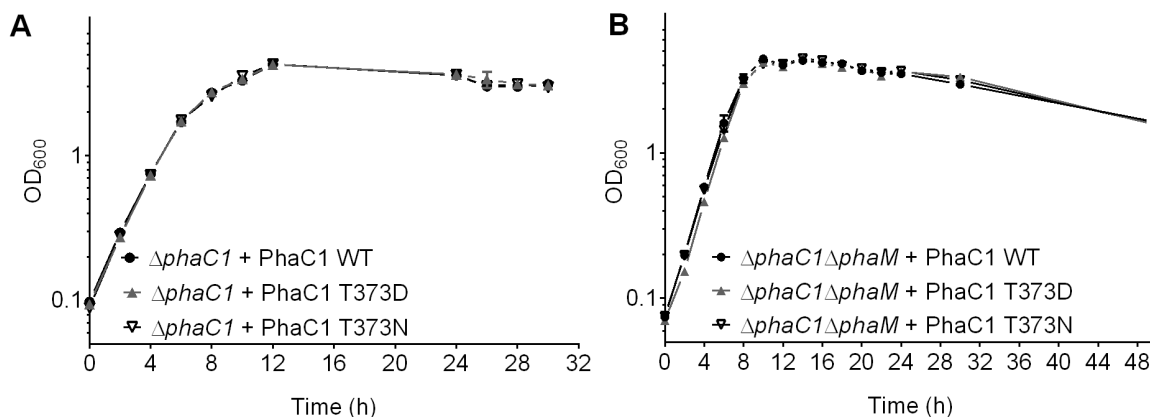 A
OD600
1
0.1
ΔphaC1 + PhaC1 WT
ΔphaC1 + PhaC1 T373D
ΔphaC1 + PhaC1 T373N
0 4 8 12 16 20 24 28 32
Time (h)
B
OD600
1
0.1
ΔphaC1ΔphaM + PhaC1 WT
ΔphaC1ΔphaM + PhaC1 T373D
ΔphaC1ΔphaM + PhaC1 T373N
0 4 8 12 16 20 24 28 32 36 40 44 48
Time (h)